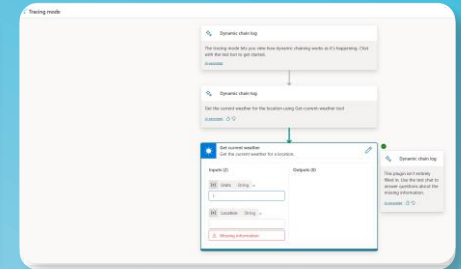 Tracing mode
Dynamic chain log
The tracing mode lets you view how dynamic chaining works as it's happening. Chat
with the test bot to get started.
Dynamic chain log
Get the current weather for the location using Get current weather tool
Get current weather
Get the current weather for a location...
Inputs (2)
Outputs (6)
{x} Units String
{x} Location String
Missing information
Dynamic chain log
This plugin isn't entirely
filled in. Use the test chat to
answer questions about the
missing information.